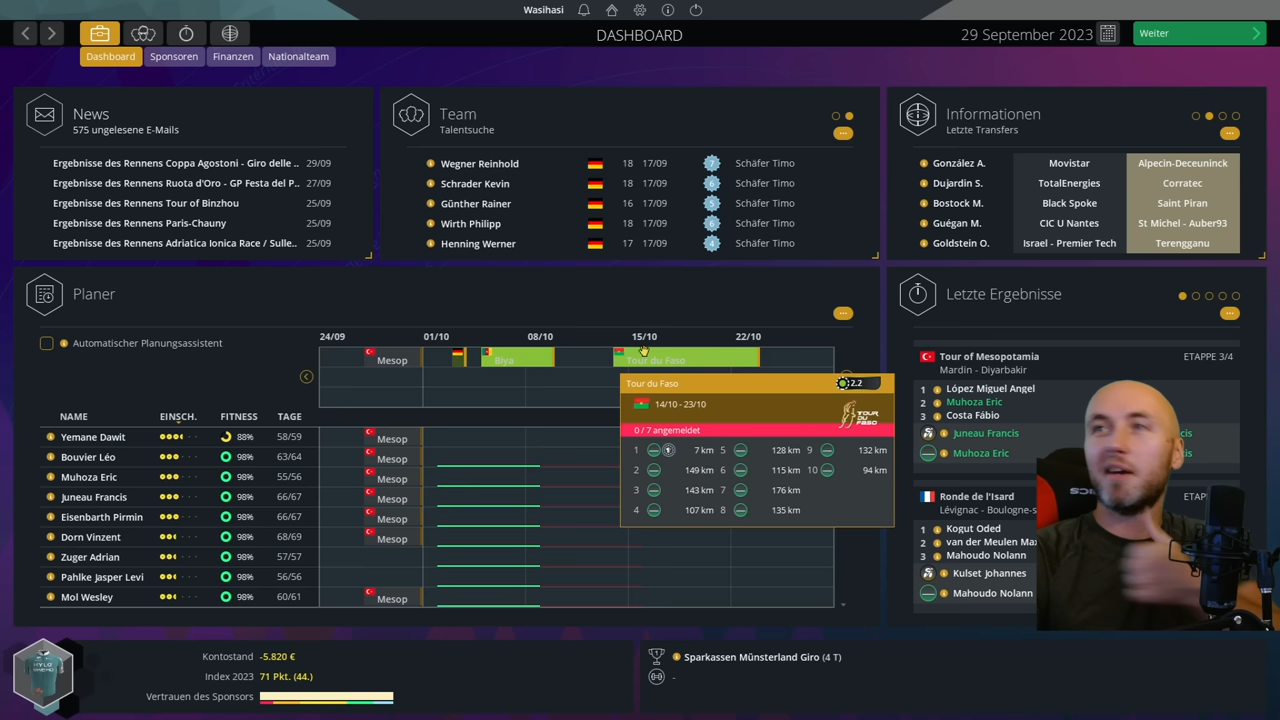 Wasihasi
DASHBOARD
29 September 2023
Weiter
Dashboard
Sponsoren
Finanzen
Nationalteam
News
575 ungelesene E-Mails
Ergebnisse des Rennens Coppa Agostoni - Giro delle .. 29/09
Ergebnisse des Rennens Ruota d'Oro - GP Festa del P.. 27/09
Ergebnisse des Rennens Tour of Binzhou 25/09
Ergebnisse des Rennens Paris-Chauny 25/09
Ergebnisse des Rennens Adriatica Ionica Race / Sulle.. 25/09
Team
Talentsuche
Wegner Reinhold 18 17/09 7 Schäfer Timo
Schrader Kevin 18 17/09 6 Schäfer Timo
Günther Rainer 16 17/09 5 Schäfer Timo
Wirth Philipp 18 17/09 6 Schäfer Timo
Henning Werner 17 17/09 4 Schäfer Timo
Informationen
Letzte Transfers
González A. Movistar Alpecin-Deceuninck
Dujardin S. TotalEnergies Corratec
Bostock M. Black Spoke Saint Piran
Guégan M. CIC U Nantes St Michel - Auber93
Goldstein O. Israel - Premier Tech Terengganu
Planer
Automatischer Planungsassistent
24/09 01/10 08/10 15/10 22/10
Mesop Biya Tour du Faso
Tour du Faso 2.2
14/10 - 23/10
TOUR DU FASO
0 / 7 angemeldet
1 7 km 5 128 km 9 132 km
2 149 km 6 115 km 10 94 km
3 143 km 7 176 km
4 107 km 8 135 km
NAME EINSCH. FITNESS TAGE
Yemane Dawit 88% 58/59 Mesop
Bouvier Léo 98% 63/64 Mesop
Muhoza Eric 98% 66/67 Mesop
Juneau Francis 98% 66/67 Mesop
Eisenbarth Pirmin 98% 66/67 Mesop
Dorn Vinzent 98% 68/69 Mesop
Zuger Adrian 98% 57/57
Pahlke Jasper Levi 98% 56/56
Mol Wesley 98% 60/61 Mesop
Letzte Ergebnisse
Tour of Mesopotamia ETAPPE 3/4
Mardin - Diyarbakir
1 López Miguel Angel
2 Muhoza Eric
3 Costa Fábio
Juneau Francis
Muhoza Eric
Ronde de l'Isard ETAP
Lévignac - Boulogne-s
1 Kogut Oded
2 van der Meulen Max
3 Mahoudo Nolann
Kulset Johannes
Mahoudo Nolann
Kontostand -5.820 €
Index 2023 71 Pkt. (44.)
Vertrauen des Sponsors
Sparkassen Münsterland Giro (4 T)
-